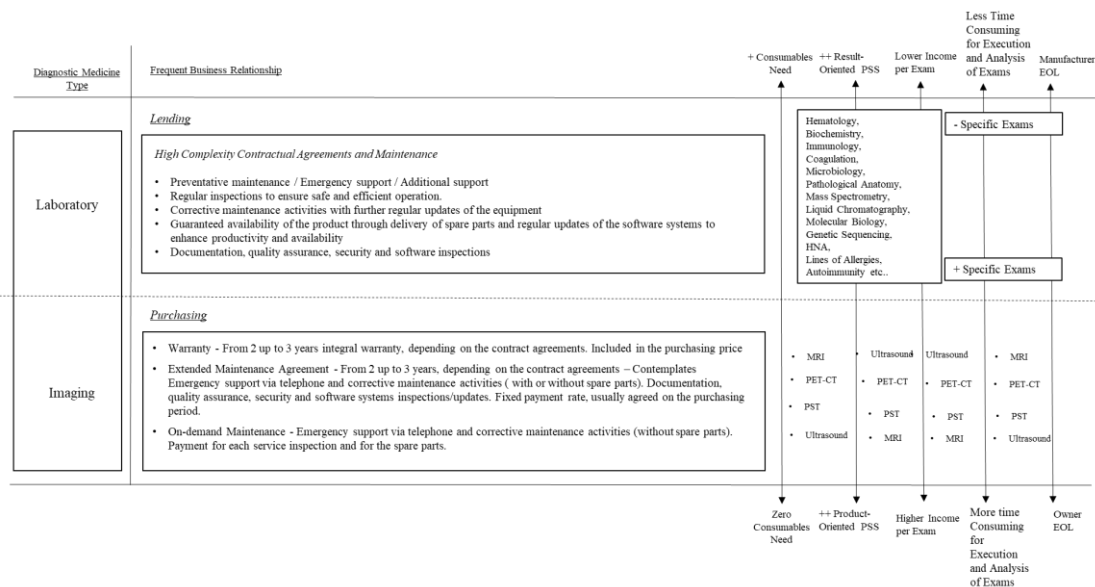 Diagnostic Medicine
Type
Frequent Business Relationship
+ Consumables
Need
++ Result-
Oriented PSS
Lower Income
per Exam
Less Time
Consuming
for Execution
and Analysis
of Exams
Manufacturer
EOL
Laboratory
Lending
High Complexity Contractual Agreements and Maintenance
• Preventative maintenance / Emergency support / Additional support
• Regular inspections to ensure safe and efficient operation.
• Corrective maintenance activities with further regular updates of the equipment
• Guaranteed availability of the product through delivery of spare parts and regular updates of the software systems to
enhance productivity and availability
• Documentation, quality assurance, security and software inspections
Hematology,
Biochemistry,
Immunology,
Coagulation,
Microbiology,
Pathological Anatomy,
Mass Spectrometry,
Liquid Chromatography,
Molecular Biology,
Genetic Sequencing,
HNA,
Lines of Allergies,
Autoimmunity etc..
- Specific Exams
+ Specific Exams
Imaging
Purchasing
• Warranty - From 2 up to 3 years integral warranty, depending on the contract agreements. Included in the purchasing price
• Extended Maintenance Agreement - From 2 up to 3 years, depending on the contract agreements – Contemplates
Emergency support via telephone and corrective maintenance activities ( with or without spare parts). Documentation,
quality assurance, security and software systems inspections/updates. Fixed payment rate, usually agreed on the purchasing
period.
• On-demand Maintenance - Emergency support via telephone and corrective maintenance activities (without spare parts).
Payment for each service inspection and for the spare parts.
• MRI
• PET-CT
• PST
• Ultrasound
• Ultrasound
• PET-CT
• PST
• MRI
• Ultrasound
• PET-CT
• PST
• MRI
• MRI
• PET-CT
• PST
• Ultrasound
Zero
Consumables
Need
++ Product-
Oriented PSS
Higher Income
per Exam
More time
Consuming
for
Execution
and Analysis
of Exams
Owner
EOL